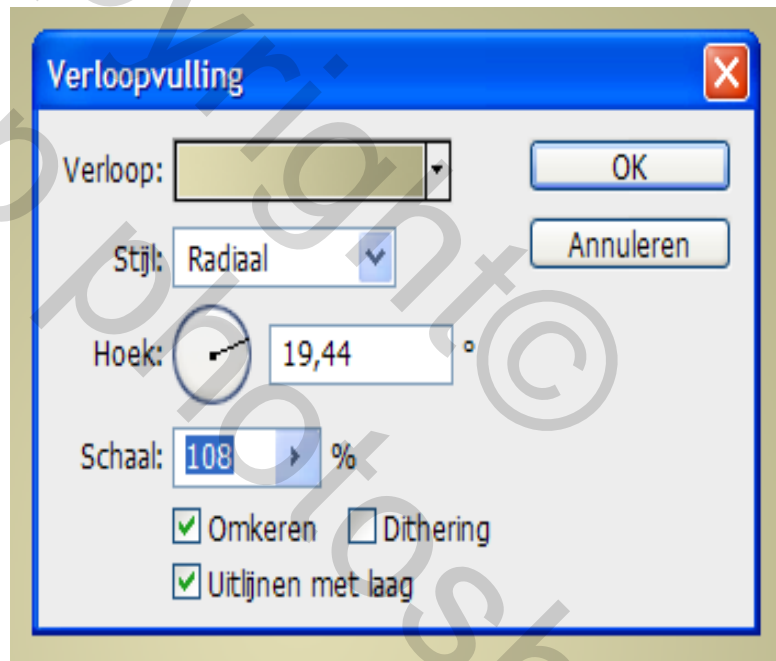 Verloopvulling
Verloop:
OK
Stijl: Radiaal
Annuleren
Hoek: 19,44 °
Schaal: 108 %
Omkeren Dithering
Uitlijnen met laag